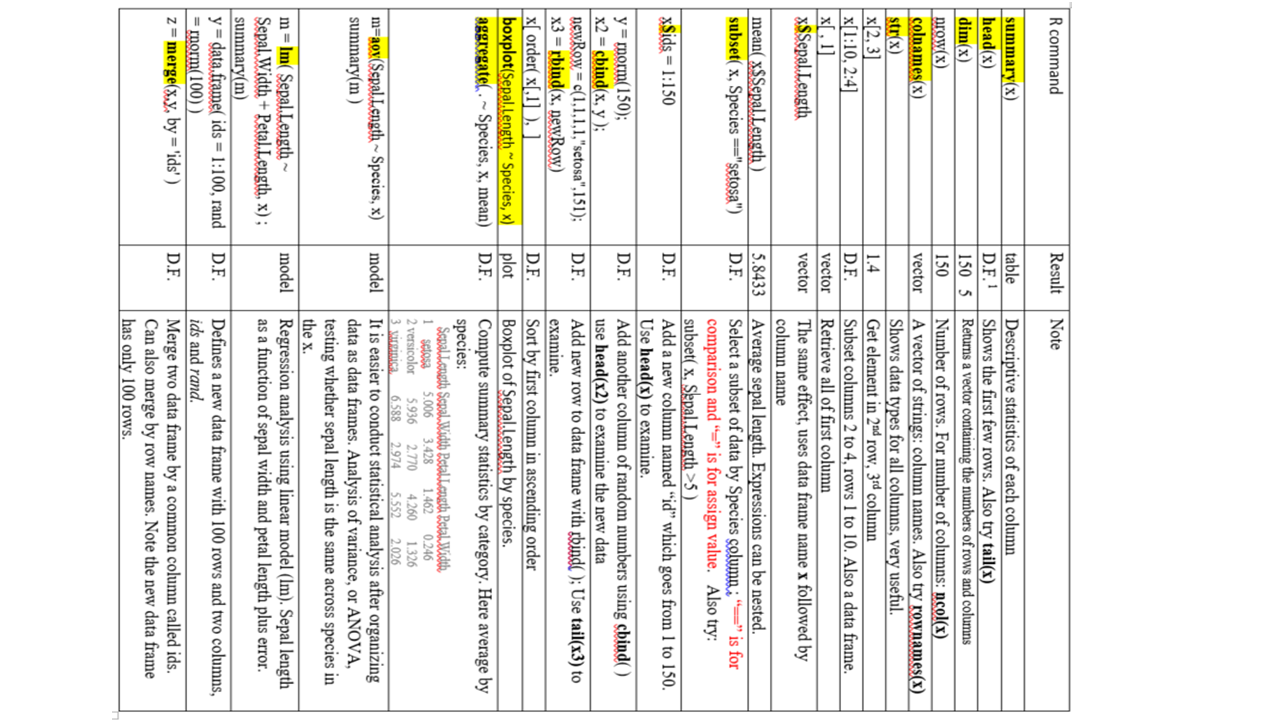 R command Result Note
summary(x) table Descriptive statistics of each column
head(x) D.F.1 Shows the first few rows. Also try tail(x)
dim(x) 150 5 Returns a vector containing the numbers of rows and columns
nrow(x) 150 Number of rows. For number of columns: ncol(x)
colnames(x) vector A vector of strings: column names. Also try rownames(x)
str(x) Shows data types for all columns, very useful.
x[2, 3] 1.4 Get element in 2nd row, 3rd column
x[1:10, 2:4] D.F. Subset columns 2 to 4, rows 1 to 10. Also a data frame.
x[ , 1] vector Retrieve all of first column
x$Sepal.Length vector The same effect, uses data frame name x followed by
column name
mean( x$Sepal.Length ) 5.8433 Average sepal length. Expressions can be nested.
subset( x, Species =="setosa") D.F. Select a subset of data by Species column ; "==" is for
comparison and "=" is for assign value. Also try:
subset( x, Sepal.Length >5 )
x$ids = 1:150 D.F. Add a new column named "id" which goes from 1 to 150.
Use head(x) to examine.
y = rnorm(150); D.F. Add another column of random numbers using cbind( )
x2 = cbind(x, y ); use head(x2) to examine the new data
newRow = c(1,1,1,1,"setosa",151); D.F. Add new row to data frame with rbind( ); Use tail(x3) to
x3 = rbind(x, newRow) examine.
x[ order( x[,1] ), ] D.F. Sort by first column in ascending order
boxplot(Sepal.Length ~ Species, x) plot Boxplot of Sepal.Length by species.
aggregate( . ~ Species, x, mean) D.F. Compute summary statistics by category. Here average by
species:
Sepal.Length Sepal.Width Petal.Length Petal.Width
1 setosa 5.006 3.428 1.462 0.246
2 versicolor 5.936 2.770 4.260 1.326
3 virginica 6.588 2.974 5.552 2.026
m=aov(Sepal.Length ~ Species, x) model It is easier to conduct statistical analysis after organizing
summary(m ) data as data frames. Analysis of variance, or ANOVA,
testing whether sepal length is the same across species in
the x.
m = lm( Sepal.Length ~ model Regression analysis using linear model (lm). Sepal length
Sepal.Width + Petal.Length, x) ; as a function of sepal width and petal length plus error.
summary(m)
y = data.frame( ids = 1:100, rand D.F. Defines a new data frame with 100 rows and two columns,
= rnorm(100) ) ids and rand.
z = merge(x,y, by = 'ids' ) D.F. Merge two data frame by a common column called ids.
Can also merge by row names. Note the new data frame
has only 100 rows.